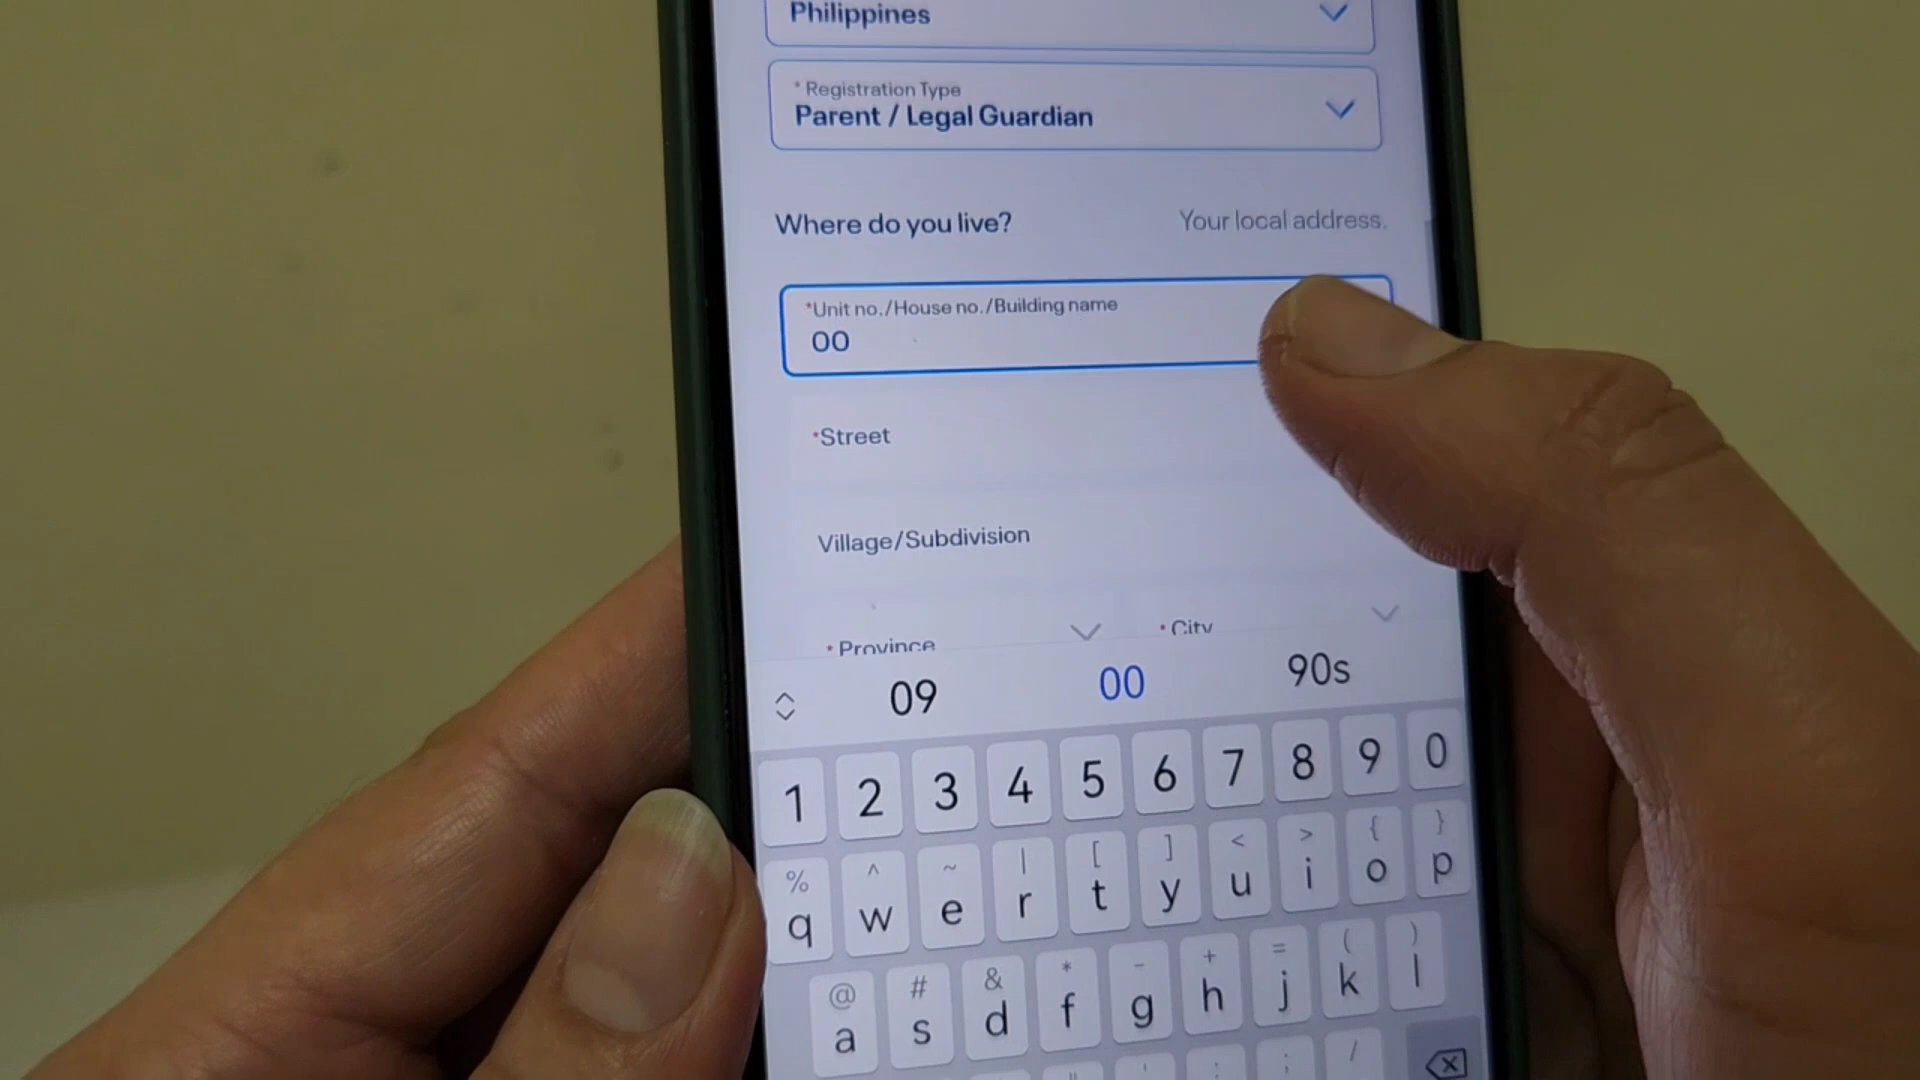 Philippines
* Registration Type
Parent / Legal Guardian
Where do you live? Your local address.
*Unit no./House no./Building name
00
*Street
Village/Subdivision
* Province * City
09 00 90s
1 2 3 4 5 6 7 8 9 0
% ^ ~ | [ ] < > { }
q w e r t y u i o p
@ # & * - + = ( )
a s d f g h j k l
" ' : ; /